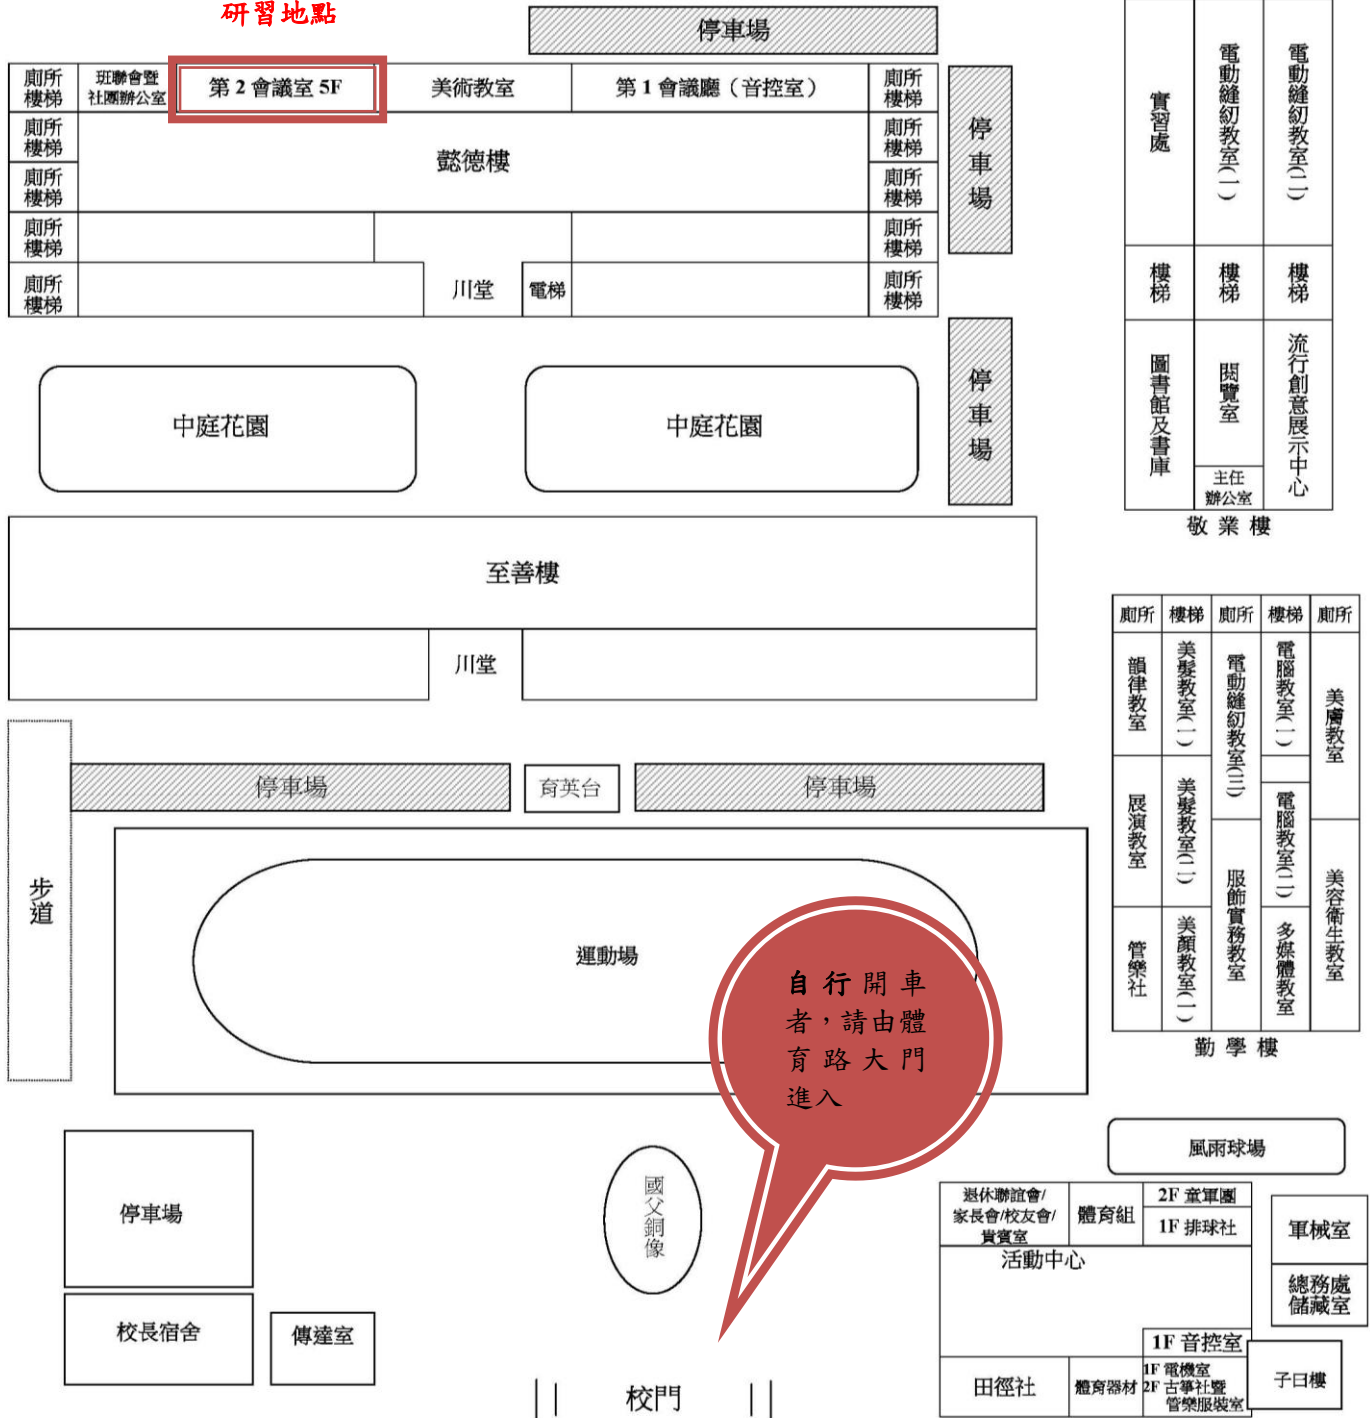 研習地點
停車場
廁所
樓梯
班聯會暨
社團辦公室
第 2 會議室 5F
美術教室
第 1 會議廳（音控室）
廁所
樓梯
廁所
樓梯
懿德樓
廁所
樓梯
廁所
樓梯
廁所
樓梯
廁所
樓梯
廁所
樓梯
廁所
樓梯
川堂
電梯
廁所
樓梯
停車場
停車場
中庭花園
中庭花園
至善樓
川堂
停車場
育英台
停車場
步道
運動場
自行開車
者，請由體
育路大門
進入
國父銅像
停車場
校長宿舍
傳達室
校門
實習處
電動縫紉教室(一)
電動縫紉教室(二)
樓梯
樓梯
樓梯
圖書館及書庫
閱覽室
主任
辦公室
流行創意展示中心
敬業樓
廁所
樓梯
廁所
樓梯
廁所
韻律教室
美髮教室(一)
電動縫紉教室(三)
電腦教室(一)
美膚教室
展演教室
美髮教室(二)
服飾實務教室
電腦教室(二)
美容衛生教室
管樂社
美顏教室(一)
多媒體教室
勤學樓
風雨球場
退休聯誼會/
家長會/校友會/
貴賓室
體育組
2F 童軍團
1F 排球社
活動中心
1F 音控室
田徑社
體育器材
1F 電機室
2F 古箏社暨
管樂服裝室
軍械室
總務處
儲藏室
子曰樓